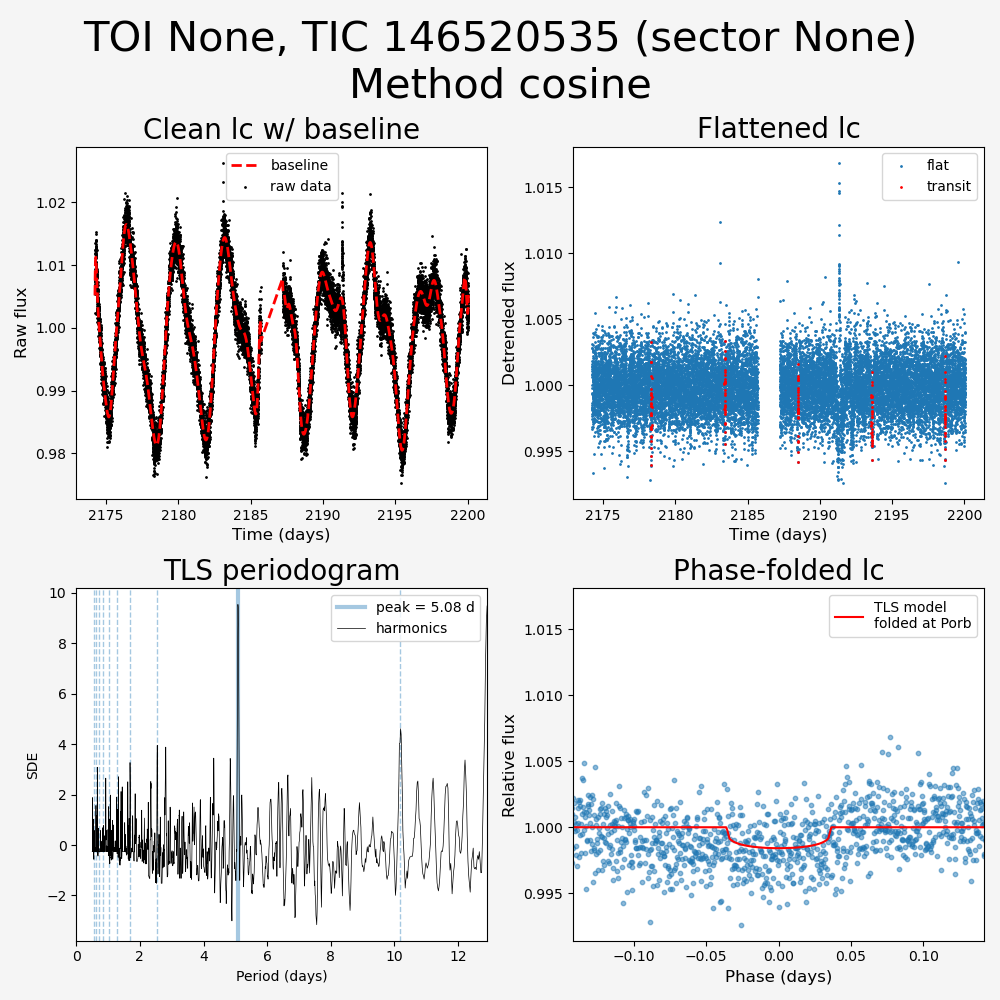 TOI None, TIC 146520535 (sector None)
Method cosine
Clean lc w/ baseline
baseline
raw data
Raw flux
1.02
1.01
1.00
0.99
0.98
2175
2180
2185
2190
2195
2200
Time (days)
Flattened lc
flat
transit
Detrended flux
1.015
1.010
1.005
1.000
0.995
2175
2180
2185
2190
2195
2200
Time (days)
TLS periodogram
peak = 5.08 d
harmonics
SDE
10
8
6
4
2
0
−2
0
2
4
6
8
10
12
Period (days)
Phase-folded lc
TLS model
folded at Porb
Relative flux
1.015
1.010
1.005
1.000
0.995
−0.10
−0.05
0.00
0.05
0.10
Phase (days)